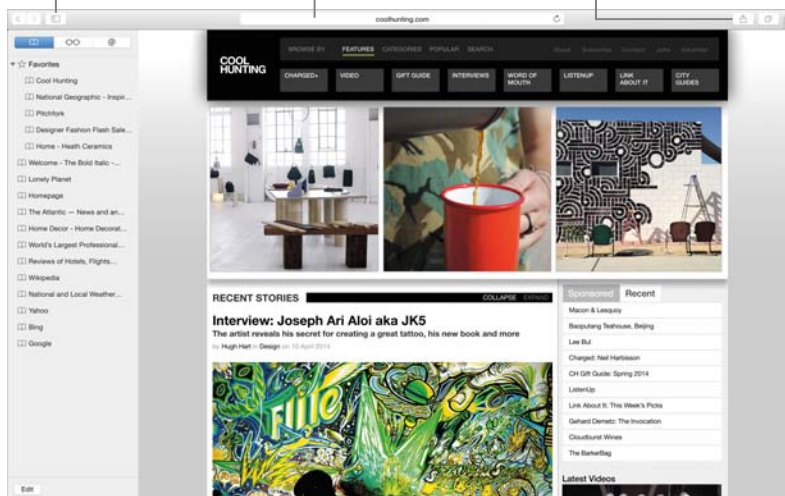 coolhunting.com
Favorites
Cool Hunting
National Geographic - Inspir...
Pitchfork
Designer Fashion Flash Sale...
Home - Heath Ceramics
Welcome - The Bold Italic -...
Lonely Planet
Homepage
The Atlantic — News and an...
Home Decor - Home Decorat...
World's Largest Professional...
Reviews of Hotels, Flights...
Wikipedia
National and Local Weather...
Yahoo
Bing
Google
Edit
COOL
HUNTING
BROWSE BY FEATURES CATEGORIES POPULAR SEARCH
About Subscribe Contact Jobs Advertise
CHARGED+ VIDEO GIFT GUIDE INTERVIEWS WORD OF MOUTH LISTENUP LINK ABOUT IT CITY GUIDES
RECENT STORIES COLLAPSE EXPAND
Interview: Joseph Ari Aloi aka JK5
The artist reveals his secret for creating a great tattoo, his new book and more
by Hugh Hart in Design on 10 April 2014
Sponsored Recent
Macon & Lesquoy
Baoputang Teahouse, Beijing
Lee Bul
Charged: Neil Harbisson
CH Gift Guide: Spring 2014
ListenUp
Link About It: This Week's Picks
Gehard Demetz: The Invocation
Cloudburst Wines
The BarkerBag
Latest Videos